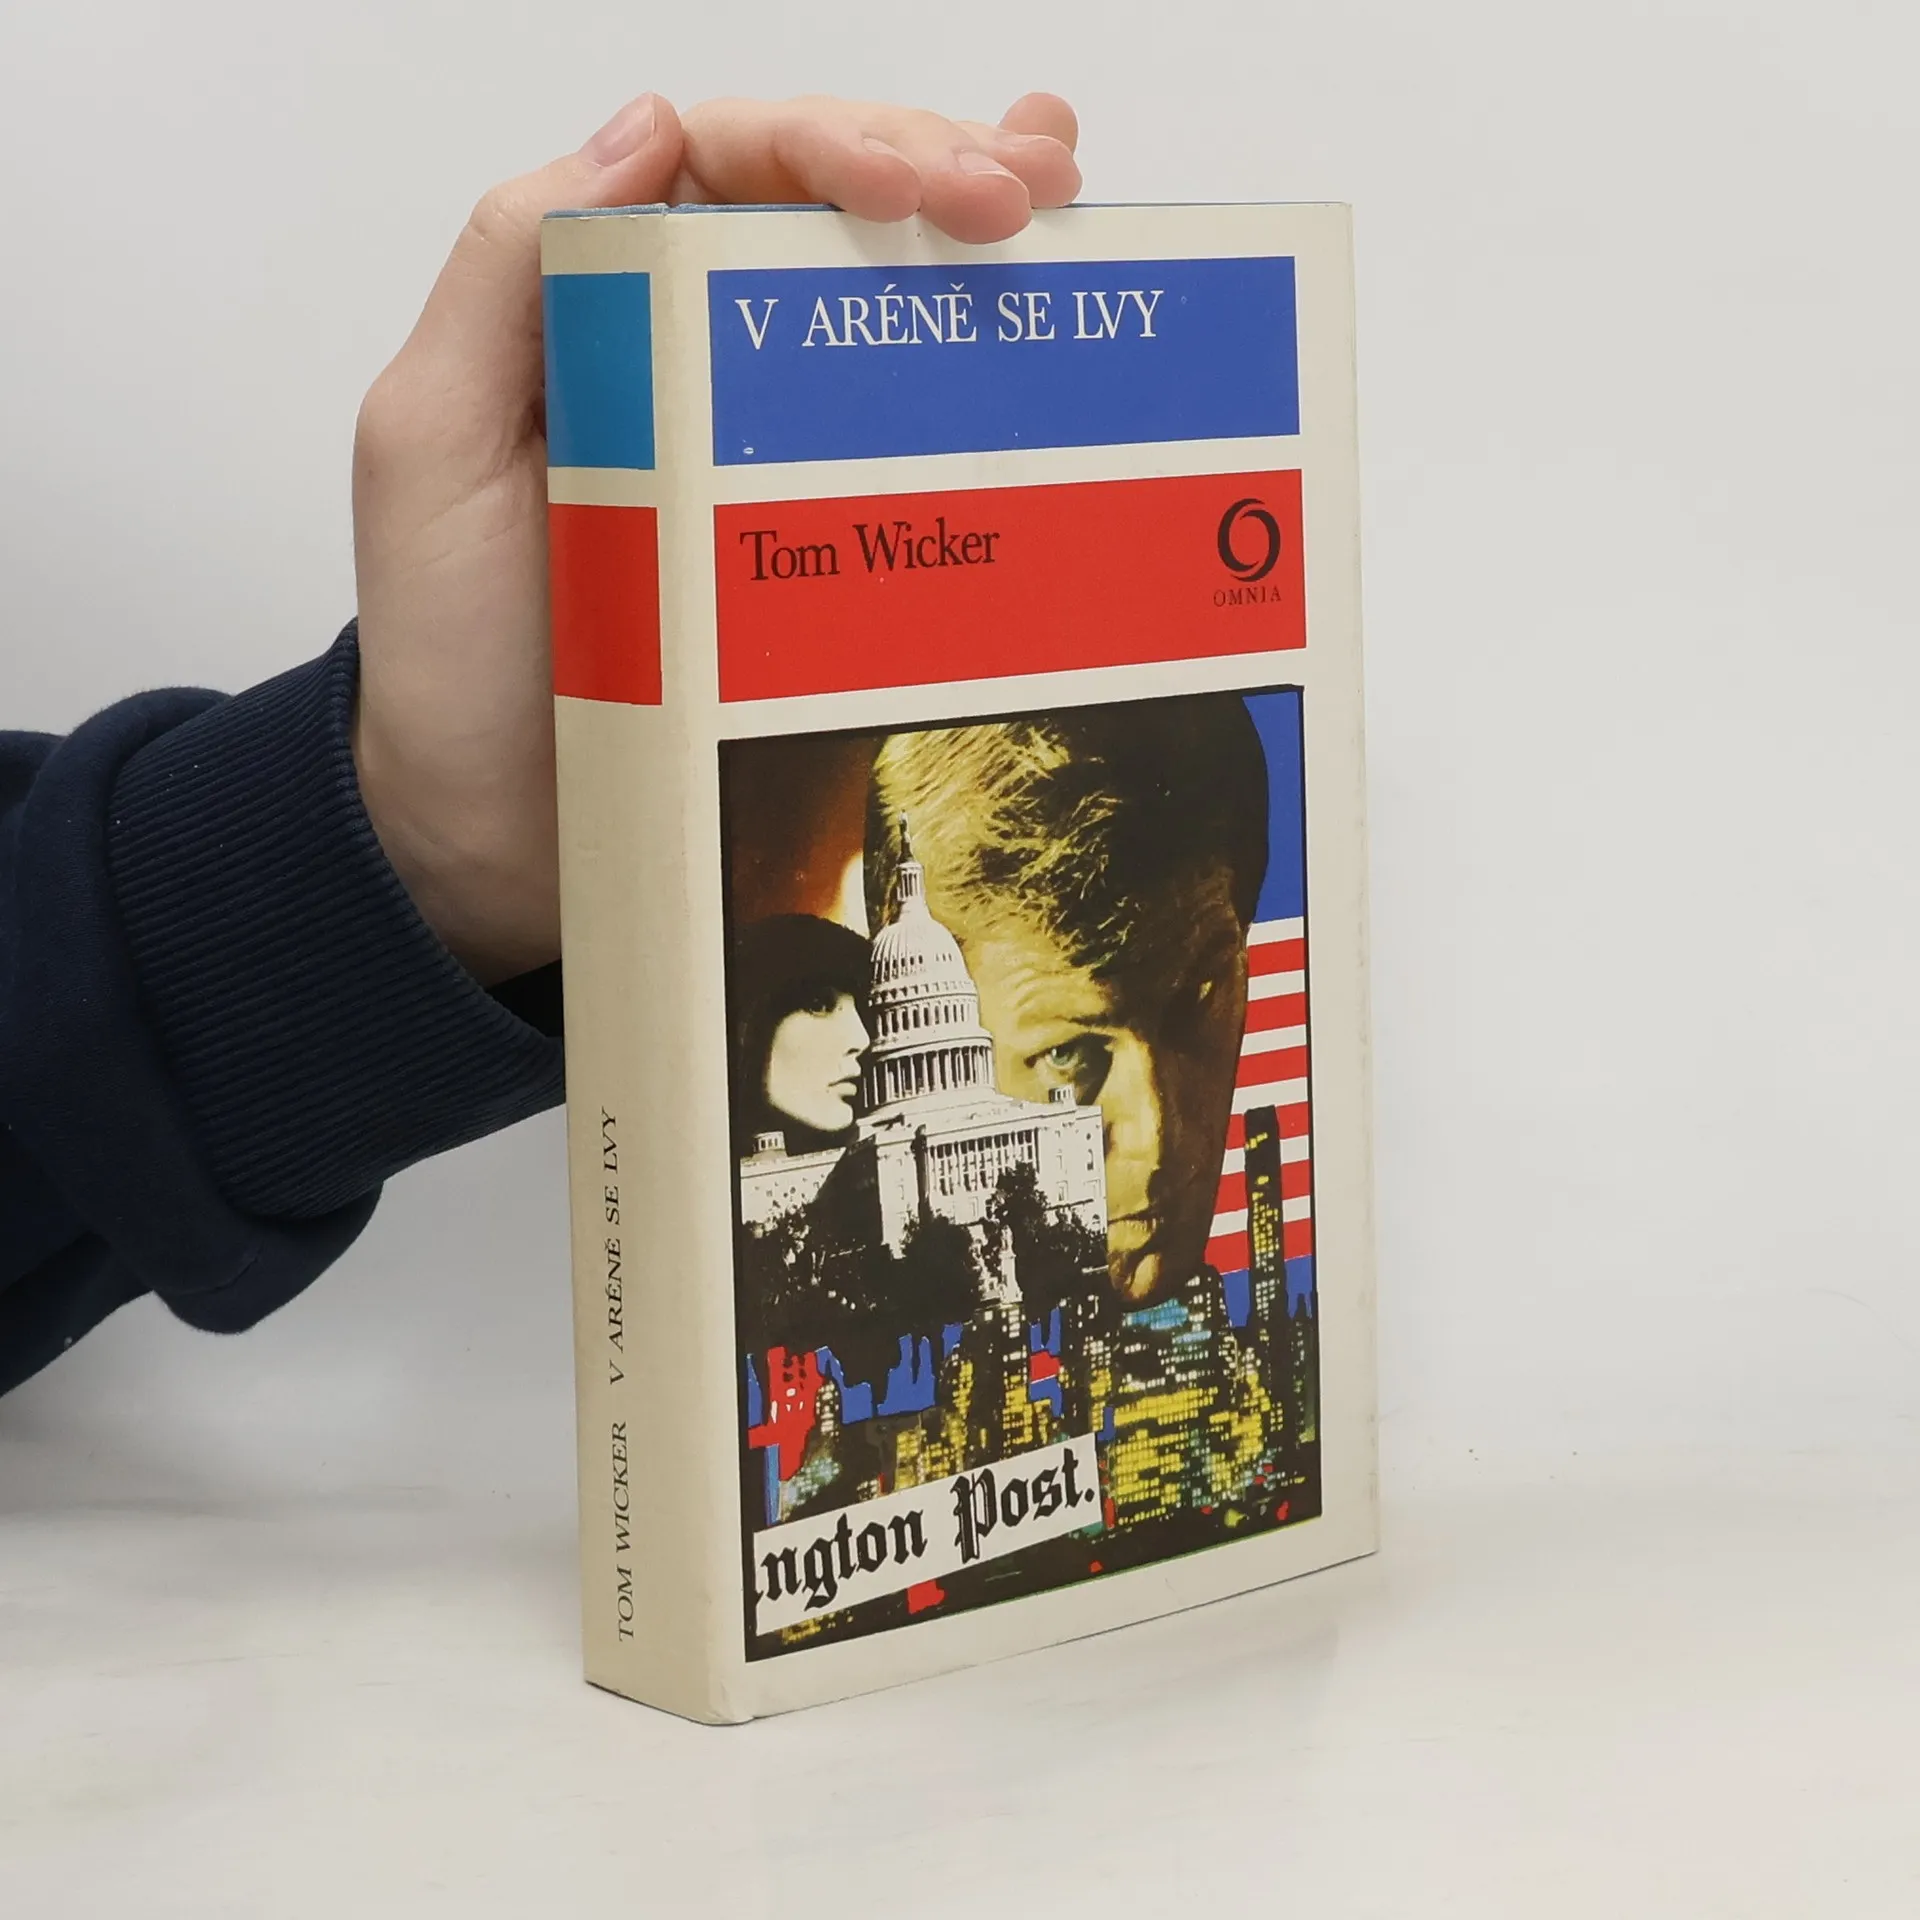 V ARÉNĚ SE LVY
Tom Wicker
OMNIA
ngton Post.
TOM WICKER V ARÉNĚ SE LVY